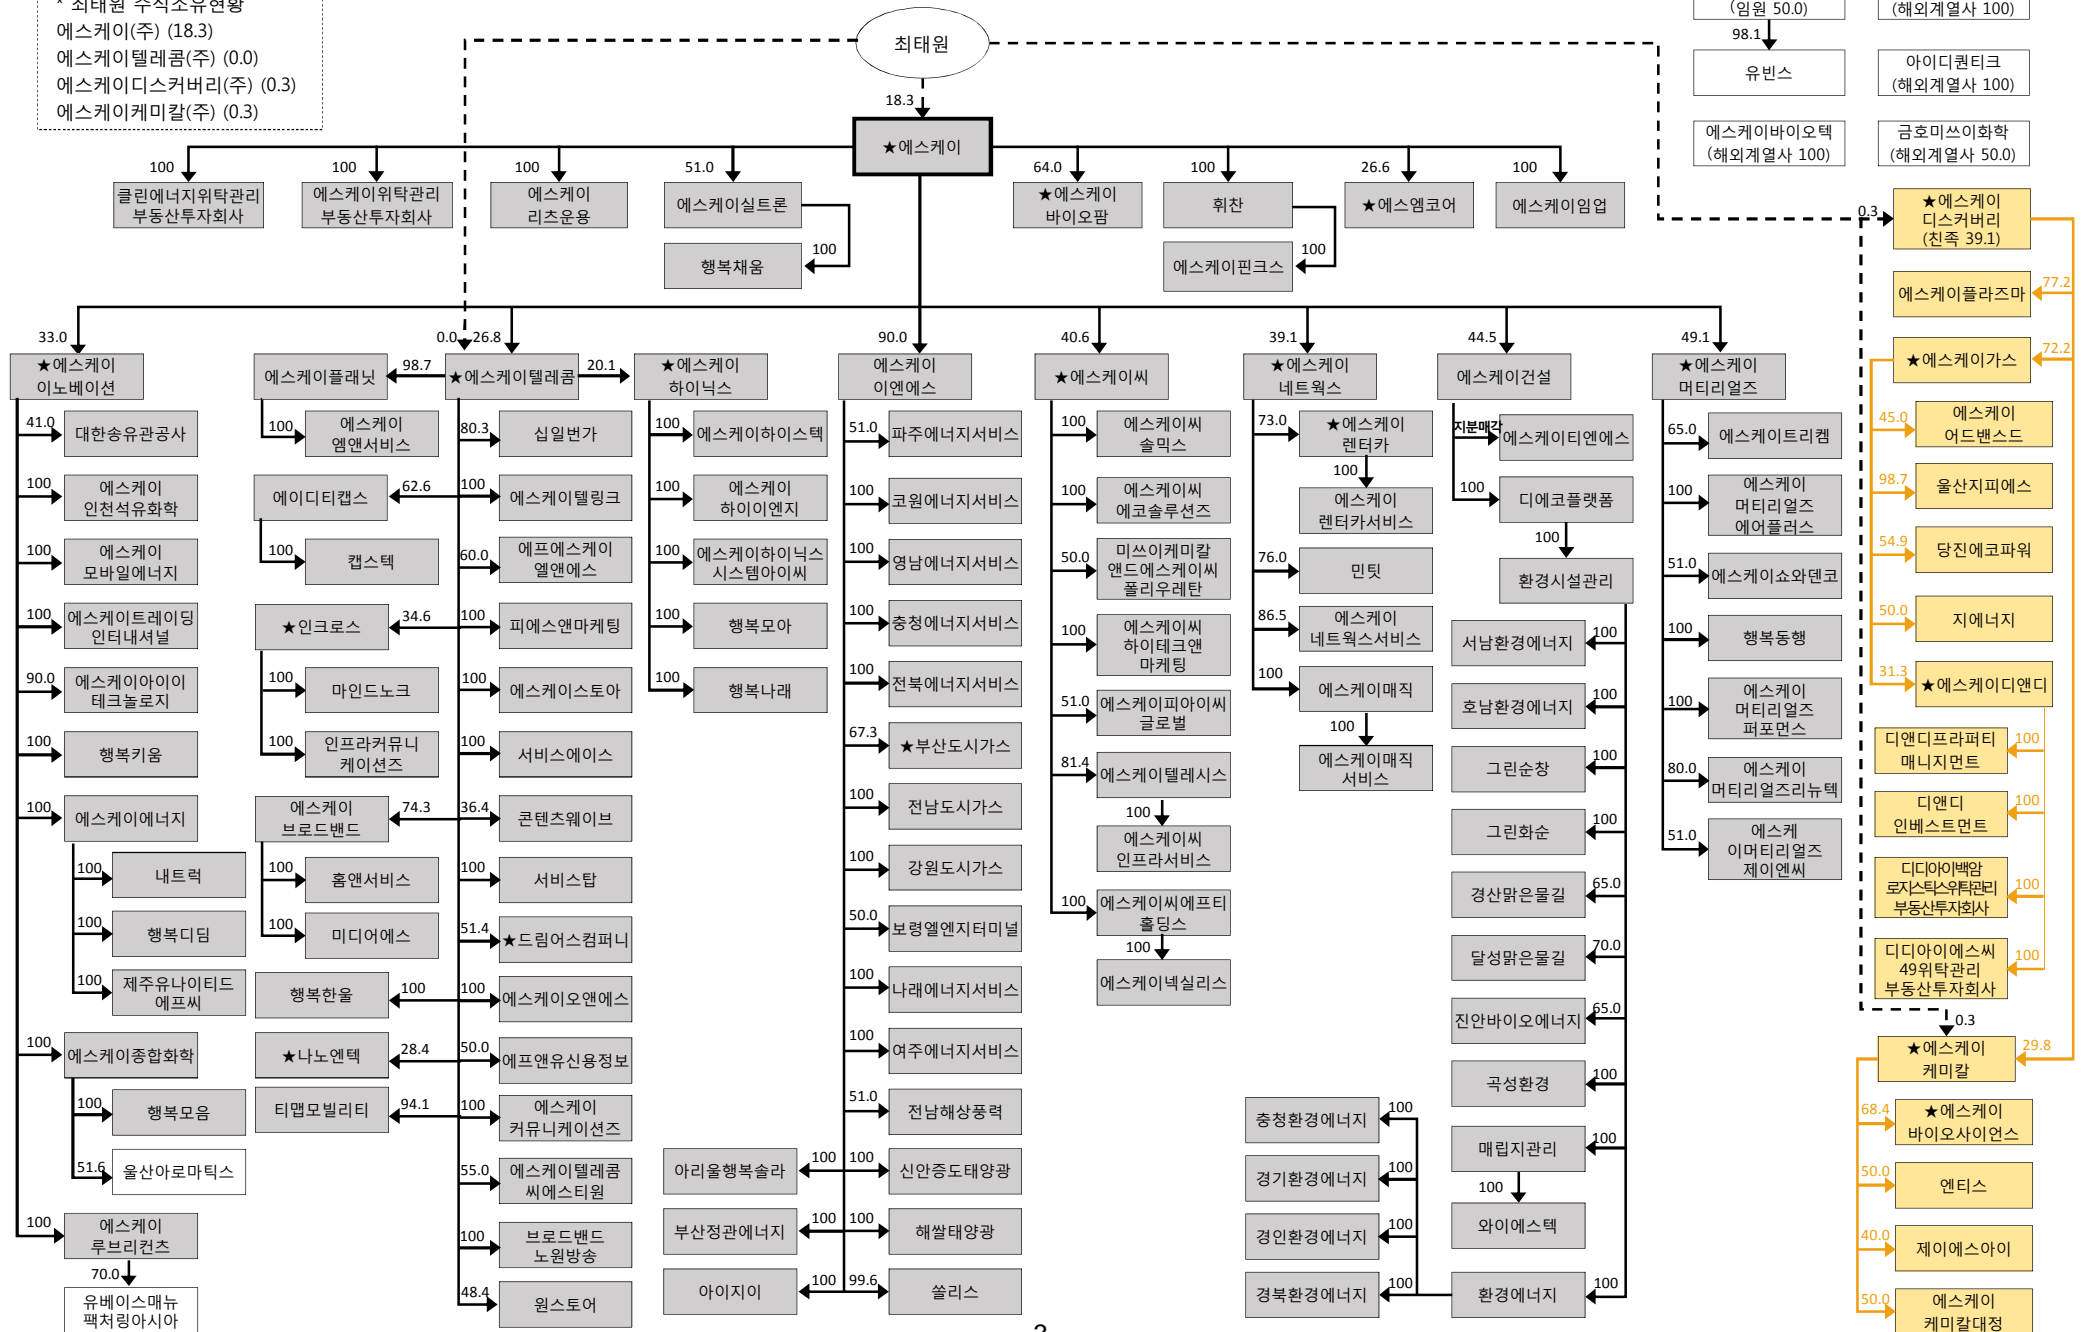 * 최태원 주식소유현황
에스케이(주) (18.3)
에스케이텔레콤(주) (0.0)
에스케이디스커버리(주) (0.3)
에스케이케미칼(주) (0.3)
최태원
(임원 50.0)
(해외계열사 100)
98.1
유빈스
아이디퀀티크
(해외계열사 100)
에스케이바이오텍
(해외계열사 100)
금호미쓰이화학
(해외계열사 50.0)
18.3
★에스케이
100
클린에너지위탁관리
부동산투자회사
100
에스케이위탁관리
부동산투자회사
100
에스케이
리츠운용
51.0
에스케이실트론
100
행복채움
64.0
★에스케이
바이오팜
100
휘찬
100
에스케이핀크스
26.6
★에스엠코어
100
에스케이임업
33.0
★에스케이
이노베이션
41.0
대한송유관공사
100
에스케이
인천석유화학
100
에스케이
모바일에너지
100
에스케이트레이딩
인터내셔널
90.0
에스케이아이이
테크놀로지
100
행복키움
100
에스케이에너지
100
내트럭
100
행복디딤
100
제주유나이티드
에프씨
100
에스케이종합화학
100
행복모음
51.6
울산아로마틱스
100
에스케이
루브리컨츠
70.0
유베이스매뉴
팩처링아시아
0.0
26.8
★에스케이텔레콤
98.7
에스케이플래닛
100
에스케이
엠앤서비스
62.6
에이디티캡스
100
캡스텍
34.6
★인크로스
100
마인드노크
100
인프라커뮤니
케이션즈
74.3
에스케이
브로드밴드
100
홈앤서비스
100
미디어에스
100
행복한울
28.4
★나노엔텍
94.1
티맵모빌리티
80.3
십일번가
100
에스케이텔링크
60.0
에프에스케이
엘앤에스
100
피에스앤마케팅
100
에스케이스토아
100
서비스에이스
36.4
콘텐츠웨이브
100
서비스탑
51.4
★드림어스컴퍼니
100
에스케이오앤에스
50.0
에프앤유신용정보
100
에스케이
커뮤니케이션즈
55.0
에스케이텔레콤
씨에스티원
100
브로드밴드
노원방송
48.4
원스토어
20.1
★에스케이
하이닉스
100
에스케이하이스텍
100
에스케이
하이이엔지
100
에스케이하이닉스
시스템아이씨
100
행복모아
100
행복나래
90.0
에스케이
이엔에스
51.0
파주에너지서비스
100
코원에너지서비스
100
영남에너지서비스
100
충청에너지서비스
100
전북에너지서비스
67.3
★부산도시가스
100
전남도시가스
100
강원도시가스
50.0
보령엘엔지터미널
100
나래에너지서비스
100
여주에너지서비스
51.0
전남해상풍력
100
아리울행복솔라
100
신안증도태양광
100
부산정관에너지
100
해쌀태양광
100
아이지이
99.6
쏠리스
40.6
★에스케이씨
100
에스케이씨
솔믹스
100
에스케이씨
에코솔루션즈
50.0
미쓰이케미칼
앤드에스케이씨
폴리우레탄
100
에스케이씨
하이테크앤
마케팅
51.0
에스케이피아이씨
글로벌
81.4
에스케이텔레시스
100
에스케이씨
인프라서비스
100
에스케이씨에프티
홀딩스
100
에스케이넥실리스
39.1
★에스케이
네트웍스
73.0
★에스케이
렌터카
100
에스케이
렌터카서비스
76.0
민팃
86.5
에스케이
네트웍스서비스
100
에스케이매직
100
에스케이매직
서비스
44.5
에스케이건설
지분매각
에스케이티엔에스
100
디에코플랫폼
100
환경시설관리
100
서남환경에너지
100
호남환경에너지
100
그린순창
100
그린화순
65.0
경산맑은물길
70.0
달성맑은물길
65.0
진안바이오에너지
100
곡성환경
100
매립지관리
100
와이에스텍
100
환경에너지
100
충청환경에너지
100
경기환경에너지
100
경인환경에너지
100
경북환경에너지
49.1
★에스케이
머티리얼즈
65.0
에스케이트리켐
100
에스케이
머티리얼즈
에어플러스
51.0
에스케이쇼와덴코
100
행복동행
100
에스케이
머티리얼즈
퍼포먼스
80.0
에스케이
머티리얼즈리뉴텍
51.0
에스케
이머티리얼즈
제이엔씨
0.3
★에스케이
디스커버리
(친족 39.1)
77.2
에스케이플라즈마
72.2
★에스케이가스
45.0
에스케이
어드밴스드
98.7
울산지피에스
54.9
당진에코파워
50.0
지에너지
31.3
★에스케이디앤디
100
디앤디프라퍼티
매니지먼트
100
디앤디
인베스트먼트
100
디디아이백암
로지스틱스위탁관리
부동산투자회사
100
디디아이에스씨
49위탁관리
부동산투자회사
0.3
29.8
★에스케이
케미칼
68.4
★에스케이
바이오사이언스
50.0
엔티스
40.0
제이에스아이
50.0
에스케이
케미칼대정